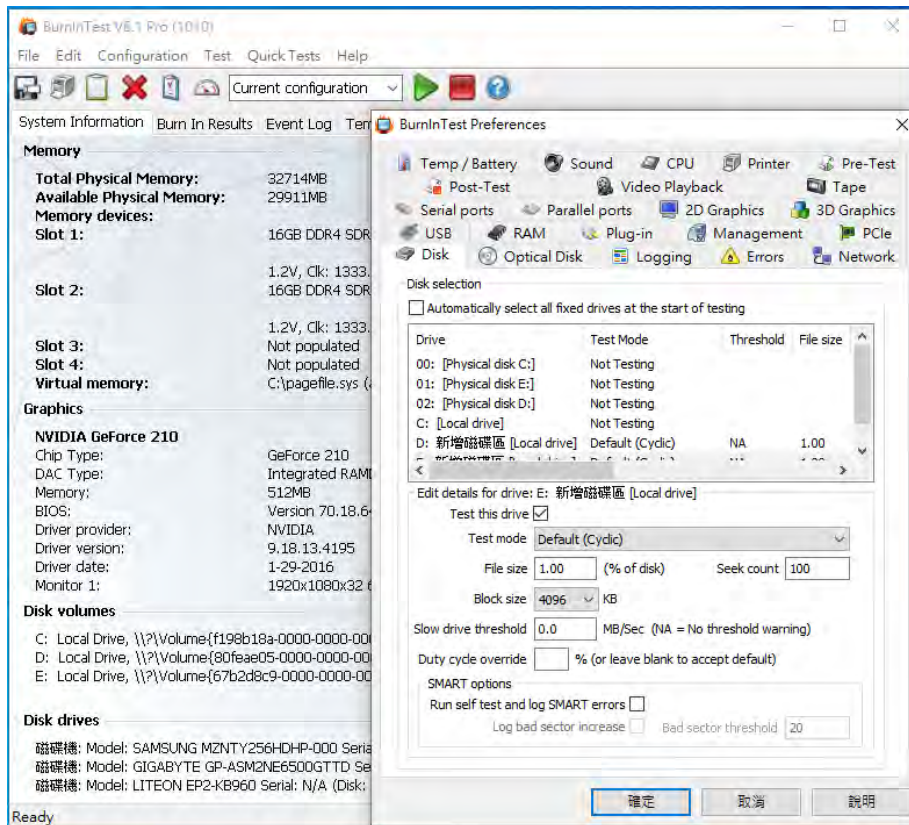 BurnInTest V8.1 Pro (1010)
File Edit Configuration Test Quick Tests Help
Current configuration
System Information Burn In Results Event Log
Memory
Total Physical Memory: 32714MB
Available Physical Memory: 29911MB
Memory devices:
Slot 1: 16GB DDR4 SDR
1.2V, Clk: 1333.
Slot 2: 16GB DDR4 SDR
1.2V, Clk: 1333.
Slot 3: Not populated
Slot 4: Not populated
Virtual memory: C:\pagefile.sys
Graphics
NVIDIA GeForce 210
Chip Type: GeForce 210
DAC Type: Integrated RAM
Memory: 512MB
BIOS: Version 70.18.6
Driver provider: NVIDIA
Driver version: 9.18.13.4195
Driver date: 1-29-2016
Monitor 1: 1920x1080x32
Disk volumes
C: Local Drive, \\?\Volume{f198b18a-0000-0000-00
D: Local Drive, \\?\Volume{80feae05-0000-0000-00
E: Local Drive, \\?\Volume{67b2d8c9-0000-0000-00
Disk drives
磁碟機: Model: SAMSUNG MZNTY256HDHP-000 Seria
磁碟機: Model: GIGABYTE GP-ASM2NE6500GTTD Se
磁碟機: Model: LITEON EP2-KB960 Serial: N/A (Disk:
Ready
BurnInTest Preferences
Temp / Battery Sound CPU Printer Pre-Test
Post-Test Video Playback Tape
Serial ports Parallel ports 2D Graphics 3D Graphics
USB RAM Plug-in Management PCIe
Disk Optical Disk Logging Errors Network
Disk selection
Automatically select all fixed drives at the start of testing
Drive Test Mode Threshold File size
00: [Physical disk C:] Not Testing
01: [Physical disk E:] Not Testing
02: [Physical disk D:] Not Testing
C: [Local drive] Not Testing
D: 新增磁碟區 [Local drive] Default (Cyclic) NA 1.00
Edit details for drive: E: 新增磁碟區 [Local drive]
Test this drive
Test mode Default (Cyclic)
File size 1.00 (% of disk) Seek count 100
Block size 4096 KB
Slow drive threshold 0.0 MB/Sec (NA = No threshold warning)
Duty cycle override % (or leave blank to accept default)
SMART options
Run self test and log SMART errors
Log bad sector increase Bad sector threshold 20
確定 取消 說明